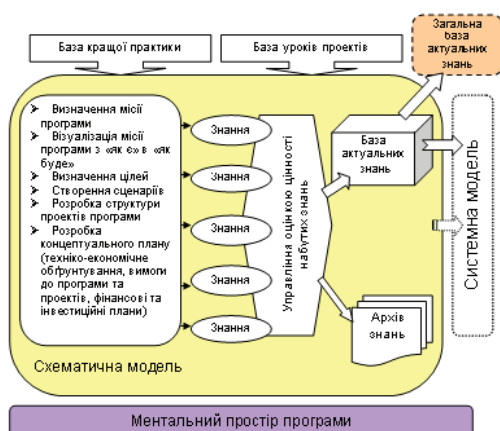 База кращої практики
База уроків проектів
Загальна
база
актуальних
знань
Визначення місії
програми
Візуалізація місії
програми з «як є» в «як
буде»
Визначення цілей
Створення сценаріїв
Розробка структури
проектів програми
Розробка
концептуального плану
(техніко-економічне
обґрунтування, вимоги
до програми та
проектів, фінансові та
інвестиційні плани)
Знання
Знання
Знання
Знання
Знання
Управління оцінкою цінності
набутих знань
База
актуальних
знань
Архів
знань
Системна модель
Схематична модель
Ментальний простір програми